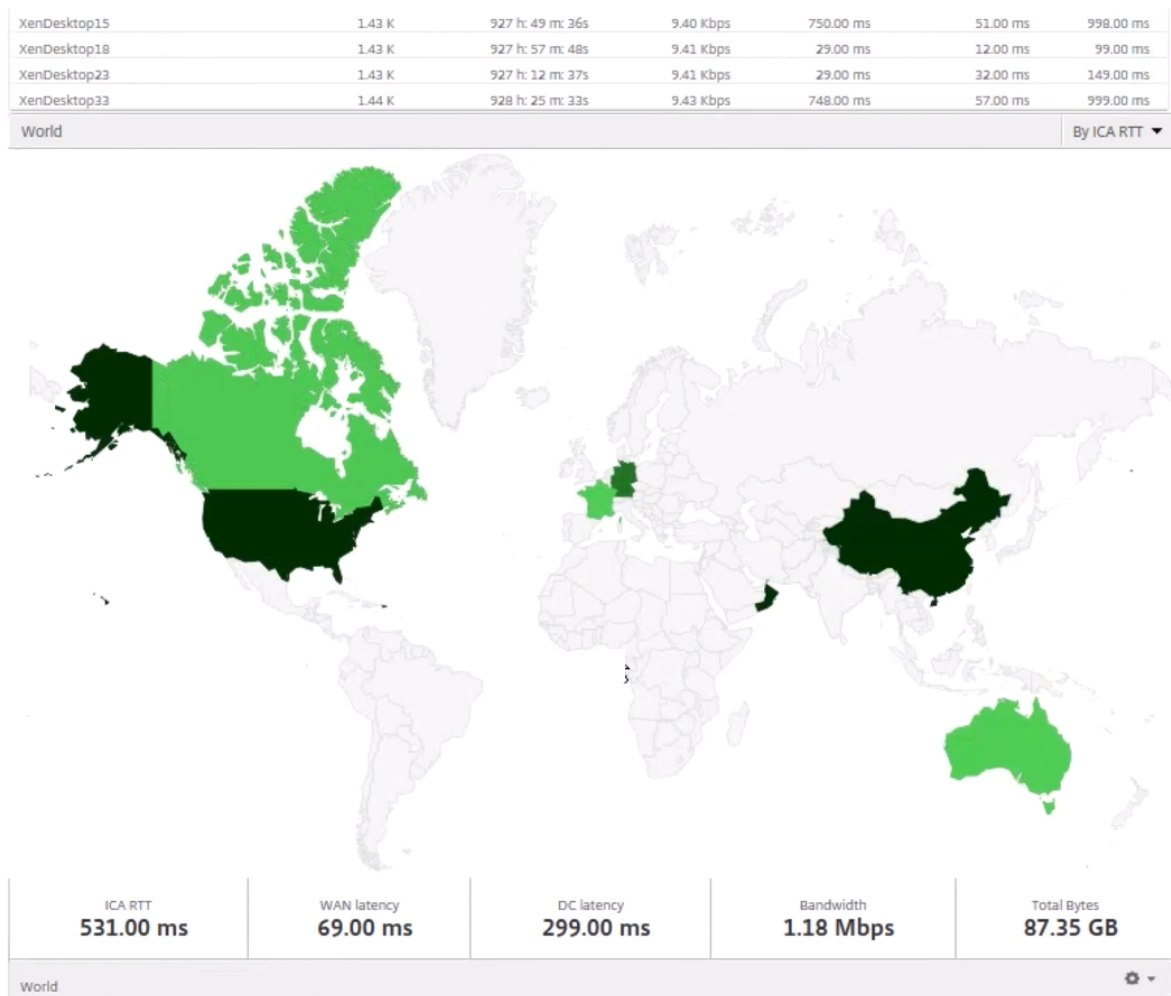 XenDesktop15 1.43 K 927 h: 49 m: 36s 9.40 Kbps 750.00 ms 51.00 ms 998.00 ms
XenDesktop18 1.43 K 927 h: 57 m: 48s 9.41 Kbps 29.00 ms 12.00 ms 99.00 ms
XenDesktop23 1.43 K 927 h: 12 m: 37s 9.41 Kbps 29.00 ms 32.00 ms 149.00 ms
XenDesktop33 1.44 K 928 h: 25 m: 33s 9.43 Kbps 748.00 ms 57.00 ms 999.00 ms
World By ICA RTT
ICA RTT WAN latency DC latency Bandwidth Total Bytes
531.00 ms 69.00 ms 299.00 ms 1.18 Mbps 87.35 GB
World